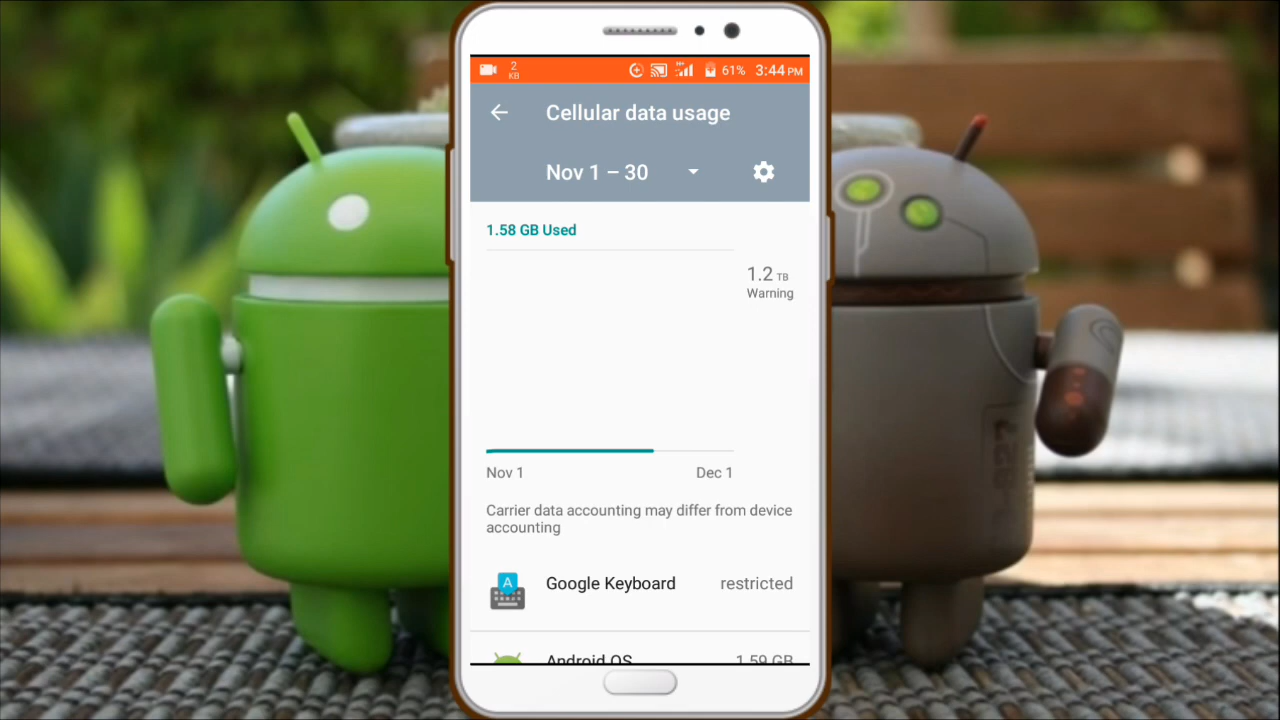 2
KB
61% 3:44 PM
Cellular data usage
Nov 1 – 30
1.58 GB Used
1.2 TB
Warning
Nov 1 Dec 1
Carrier data accounting may differ from device
accounting
A
Google Keyboard restricted
Android OS 1.59 GB